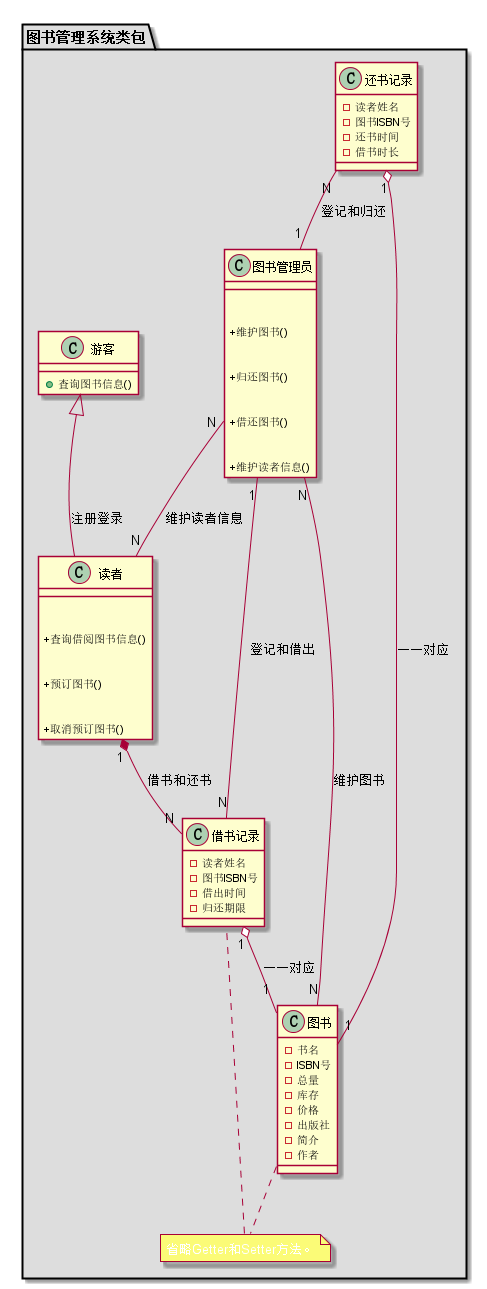 图书管理系统类包
C 还书记录
读者姓名
图书ISBN号
还书时间
借书时长
N
1
登记和归还
1
C 图书管理员
+维护图书()
+归还图书()
+借还图书()
+维护读者信息()
C 游客
查询图书信息()
N
1
N
注册登录
维护读者信息
N
C 读者
+查询借阅图书信息()
+预订图书()
+取消预订图书()
登记和借出
一一对应
1
借书和还书
维护图书
N
N
C 借书记录
读者姓名
图书ISBN号
借出时间
归还期限
1
一一对应
1
N
1
C 图书
书名
ISBN号
总量
库存
价格
出版社
简介
作者
省略Getter和Setter方法。